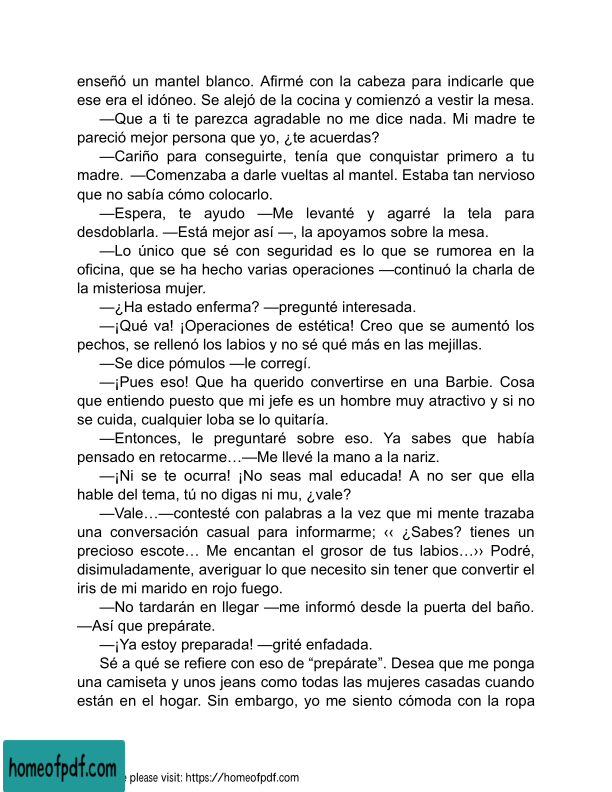 enseñó un mantel blanco. Afirmé con la cabeza para indicarle que
ese era el idóneo. Se alejó de la cocina y comienzó a vestir la mesa.
—Que a ti te parezca agradable no me dice nada. Mi madre te
pareció mejor persona que yo, ¿te acuerdas?
—Cariño para conseguirte, tenía que conquistar primero a tu
madre. —Comenzaba a darle vueltas al mantel. Estaba tan nervioso
que no sabía cómo colocarlo.
—Espera, te ayudo —Me levanté y agarré la tela para
desdoblarla. —Está mejor así —, la apoyamos sobre la mesa.
—Lo único que sé con seguridad es lo que se rumorea en la
oficina, que se ha hecho varias operaciones —continuó la charla de
la misteriosa mujer.
—¿Ha estado enferma? —pregunté interesada.
—¡Qué va! ¡Operaciones de estética! Creo que se aumentó los
pechos, se rellenó los labios y no sé qué más en las mejillas.
—Se dice pómulos —le corregí.
—¡Pues eso! Que ha querido convertirse en una Barbie. Cosa
que entiendo puesto que mi jefe es un hombre muy atractivo y si no
se cuida, cualquier loba se lo quitaría.
—Entonces, le preguntaré sobre eso. Ya sabes que había
pensado en retocarme…—Me llevé la mano a la nariz.
—¡Ni se te ocurra! ¡No seas mal educada! A no ser que ella
hable del tema, tú no digas ni mu, ¿vale?
—Vale…—contesté con palabras a la vez que mi mente trazaba
una conversación casual para informarme; ‹‹ ¿Sabes? tienes un
precioso escote… Me encantan el grosor de tus labios…›› Podré,
disimuladamente, averiguar lo que necesito sin tener que convertir el
iris de mi marido en rojo fuego.
—No tardarán en llegar —me informó desde la puerta del baño.
—Así que prepárate.
—¡Ya estoy preparada! —grité enfadada.
Sé a qué se refiere con eso de “prepárate”. Desea que me ponga
una camiseta y unos jeans como todas las mujeres casadas cuando
están en el hogar. Sin embargo, yo me siento cómoda con la ropa
homeofpdf.com
please visit: https://homeofpdf.com